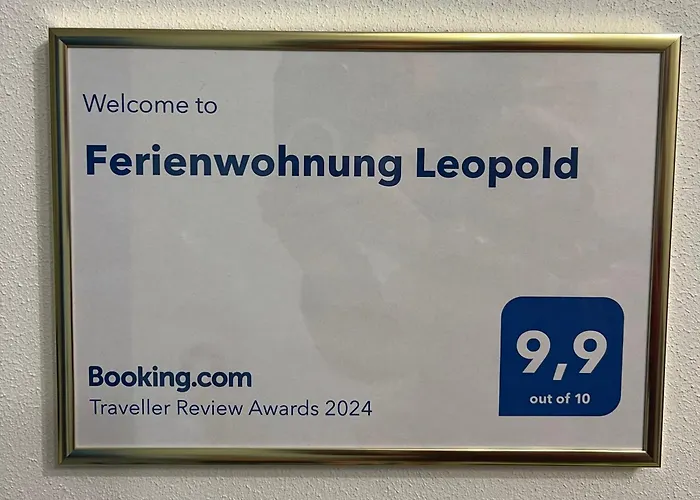 Welcome to
Ferienwohnung Leopold
9,9
out of 10
Booking.com
Traveller Review Awards 2024